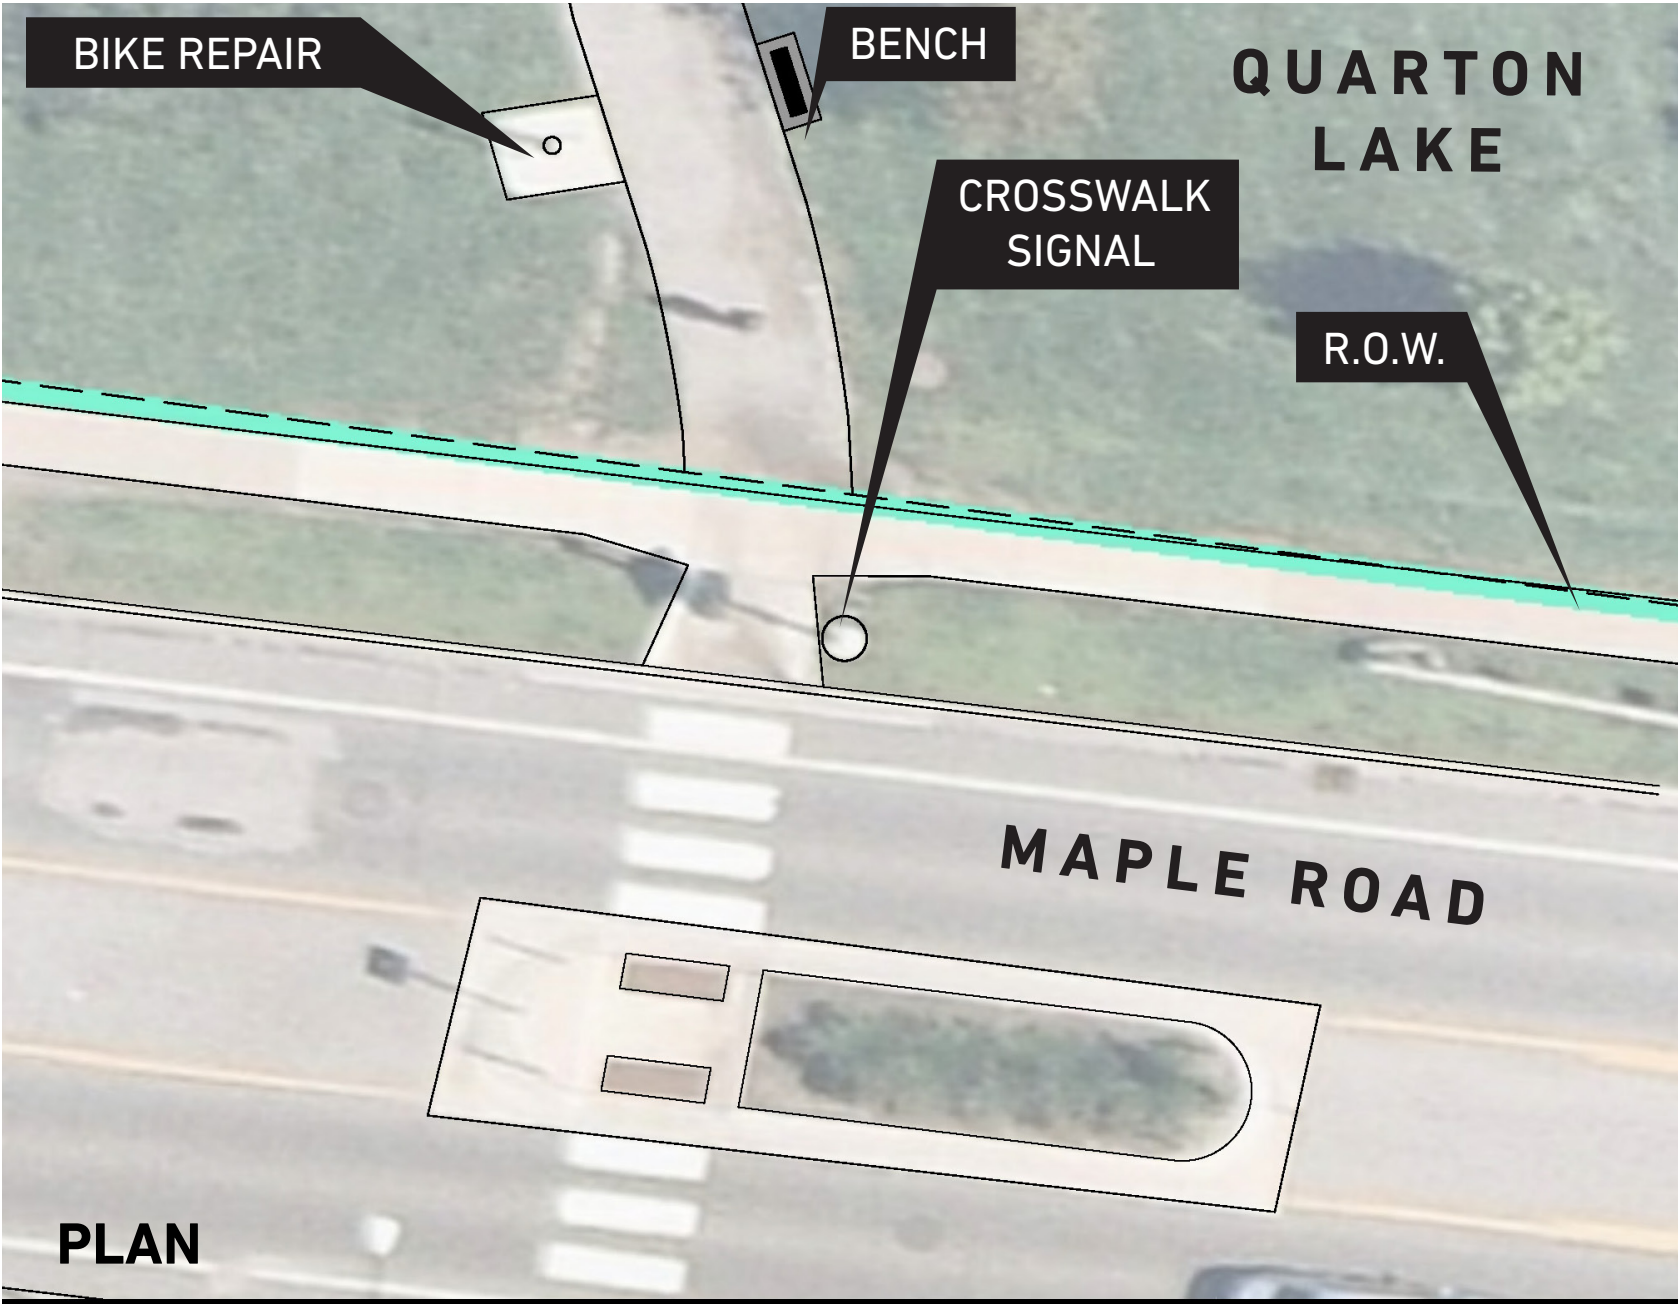 BIKE REPAIR
BENCH
QUARTON
LAKE
CROSSWALK
SIGNAL
R.O.W.
MAPLE ROAD
PLAN